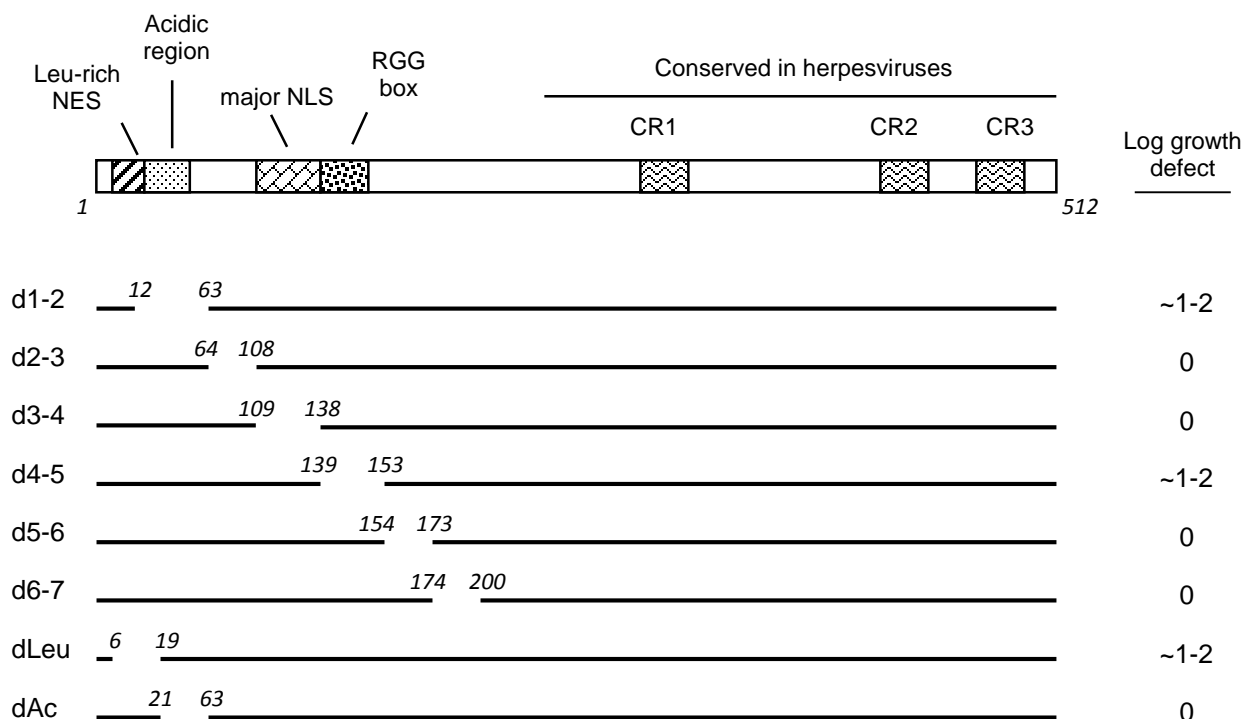 Acidic
region
Leu-rich
NES
major NLS
RGG
box
Conserved in herpesviruses
CR1 CR2 CR3
Log growth
defect
1 512
d1-2 12 63 ~1-2
d2-3 64 108 0
d3-4 109 138 0
d4-5 139 153 ~1-2
d5-6 154 173 0
d6-7 174 200 0
dLeu 6 19 ~1-2
dAc 21 63 0